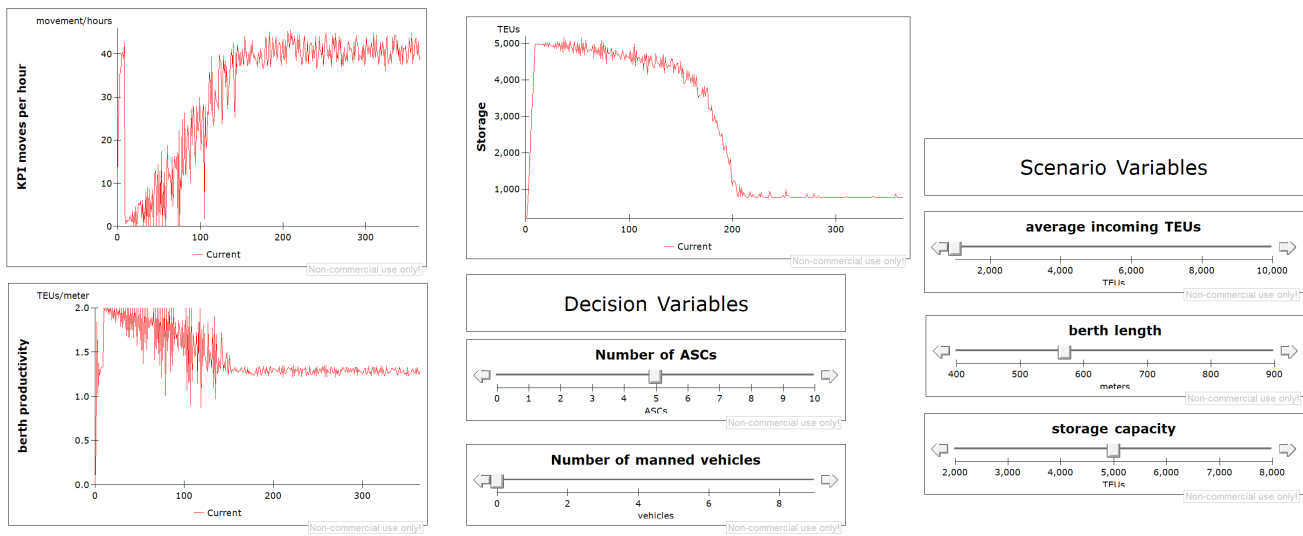 movement/hours
KPI moves per hour
40
30
20
10
0
0
100
200
300
Current
Non-commercial use only!
TEUs/meter
berth productivity
2.0
1.5
1.0
0.5
0.0
0
100
200
300
Current
Non-commercial use only!
TEUs
Storage
5,000
4,000
3,000
2,000
1,000
0
100
200
300
Current
Non-commercial use only!
Decision Variables
Number of ASCs
0 1 2 3 4 5 6 7 8 9 10
ASCs
Non-commercial use only!
Number of manned vehicles
0 2 4 6 8
vehicles
Non-commercial use only!
Scenario Variables
average incoming TEUs
2,000 4,000 6,000 8,000 10,000
TEUs
Non-commercial use only!
berth length
400 500 600 700 800 900
meters
Non-commercial use only!
storage capacity
2,000 3,000 4,000 5,000 6,000 7,000 8,000
TEUs
Non-commercial use only!